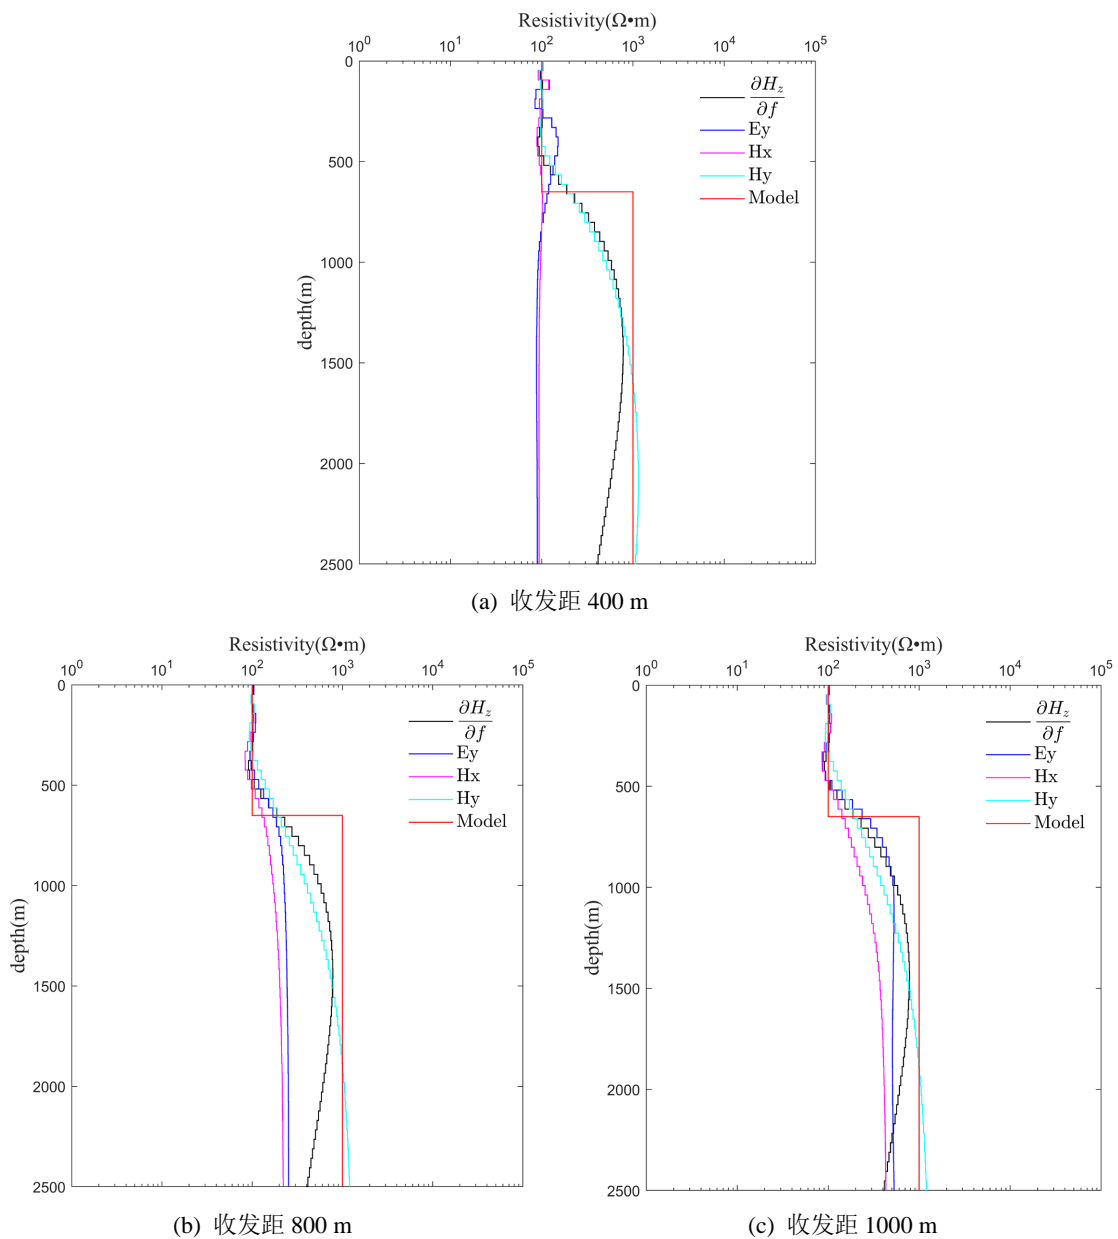 Resistivity(Ω•m)
10^0 10^1 10^2 10^3 10^4 10^5
0
500
1000
1500
2000
2500
depth(m)
∂H_z/∂f
Ey
Hx
Hy
Model
(a) 收发距 400 m
Resistivity(Ω•m)
10^0 10^1 10^2 10^3 10^4 10^5
0
500
1000
1500
2000
2500
depth(m)
∂H_z/∂f
Ey
Hx
Hy
Model
(b) 收发距 800 m
Resistivity(Ω•m)
10^0 10^1 10^2 10^3 10^4 10^5
0
500
1000
1500
2000
2500
depth(m)
∂H_z/∂f
Ey
Hx
Hy
Model
(c) 收发距 1000 m